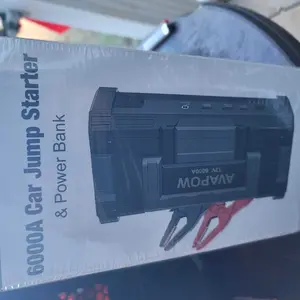 6000A Car Jump Starter
& Power Bank
AVAPOW
12V 6000A